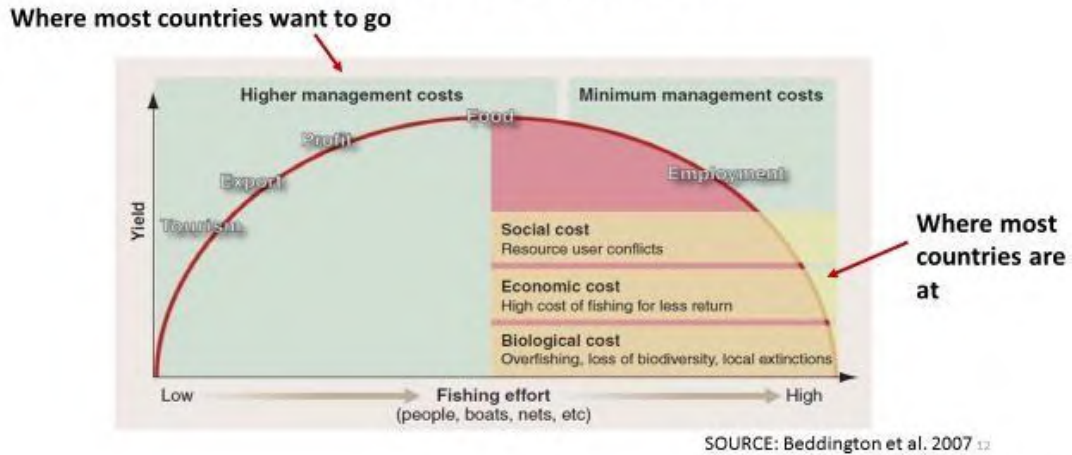 Where most countries want to go
Higher management costs
Minimum management costs
Food
Profit
Export
Tourism
Employment
Yield
Social cost
Resource user conflicts
Economic cost
High cost of fishing for less return
Biological cost
Overfishing, loss of biodiversity, local extinctions
Where most
countries are
at
Low
Fishing effort
High
(people, boats, nets, etc)
SOURCE: Beddington et al. 2007 12